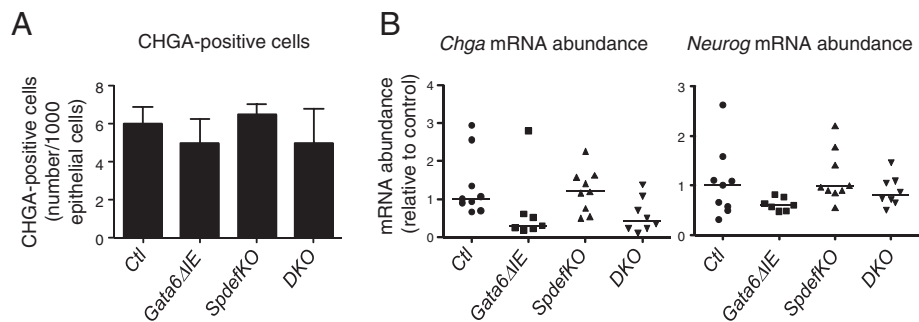 A
CHGA-positive cells
CHGA-positive cells
(number/1000
epithelial cells)
8
6
4
2
0
Ctl
Gata6ΔIE
SpdefKO
DKO
B
Chga mRNA abundance
mRNA abundance
(relative to control)
4
3
2
1
0
Ctl
Gata6ΔIE
SpdefKO
DKO
Neurog mRNA abundance
3
2
1
0
Ctl
Gata6ΔIE
SpdefKO
DKO